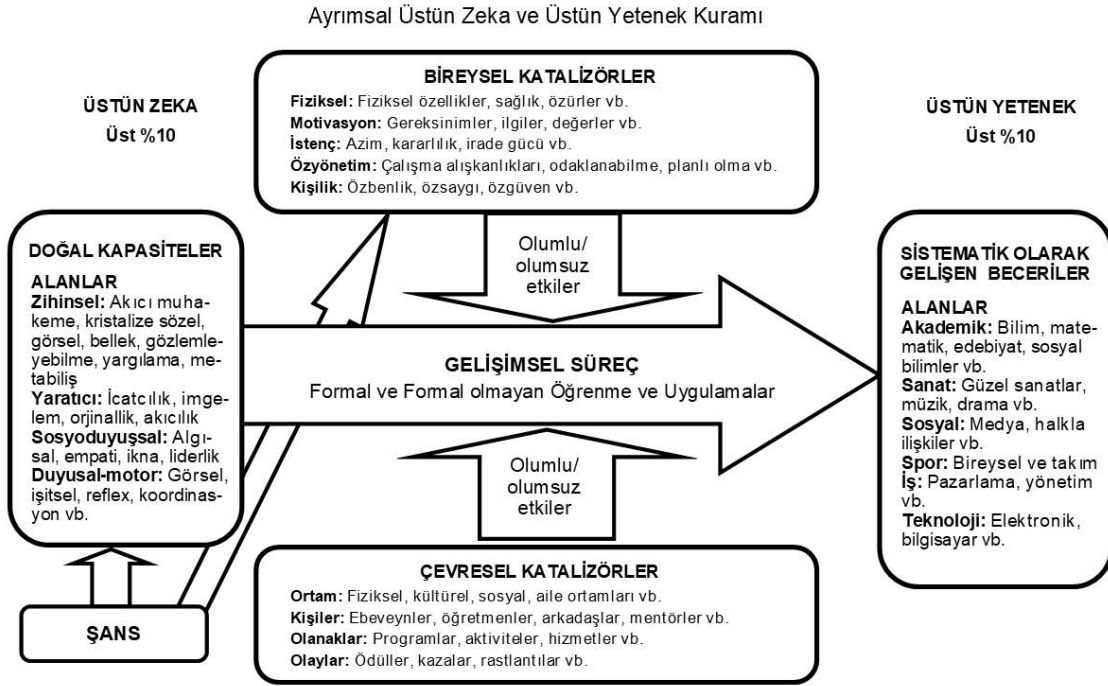 Ayrımsal Üstün Zeka ve Üstün Yetenek Kuramı
ÜSTÜN ZEKA
Üst %10
BİREYSEL KATALİZÖRLER
Fiziksel: Fiziksel özellikler, sağlık, özürler vb.
Motivasyon: Gereksinimler, ilgiler, değerler vb.
İstenç: Azim, kararlılık, irade gücü vb.
Özyönetim: Çalışma alışkanlıkları, odaklanabilme, planlı olma vb.
Kişilik: Özbenlik, özsaygı, özgüven vb.
ÜSTÜN YETENEK
Üst %10
DOĞAL KAPASİTELER
ALANLAR
Zihinsel: Akıcı muha-
keme, kristalize sözel,
görsel, bellek, gözlemle-
yebilme, yargılama, me-
tabiliş
Yaratıcı: İcatcılık, imge-
lem, orjinallik, akıcılık
Sosyoduyuşsal: Algı-
sal, empati, ikna, liderlik
Duyusal-motor: Görsel,
işitsel, reflex, koordinas-
yon vb.
Olumlu/
olumsuz
etkiler
GELİŞİMSEL SÜREÇ
Formal ve Formal olmayan Öğrenme ve Uygulamalar
Olumlu/
olumsuz
etkiler
SİSTEMATİK OLARAK
GELİŞEN BECERİLER
ALANLAR
Akademik: Bilim, mate-
matik, edebiyat, sosyal
bilimler vb.
Sanat: Güzel sanatlar,
müzik, drama vb.
Sosyal: Medya, halkla
ilişkiler vb.
Spor: Bireysel ve takım
İş: Pazarlama, yönetim
vb.
Teknoloji: Elektronik,
bilgisayar vb.
ŞANS
ÇEVRESEL KATALİZÖRLER
Ortam: Fiziksel, kültürel, sosyal, aile ortamları vb.
Kişiler: Ebeveynler, öğretmenler, arkadaşlar, mentörler vb.
Olanaklar: Programlar, aktiviteler, hizmetler vb.
Olaylar: Ödüller, kazalar, rastlantılar vb.